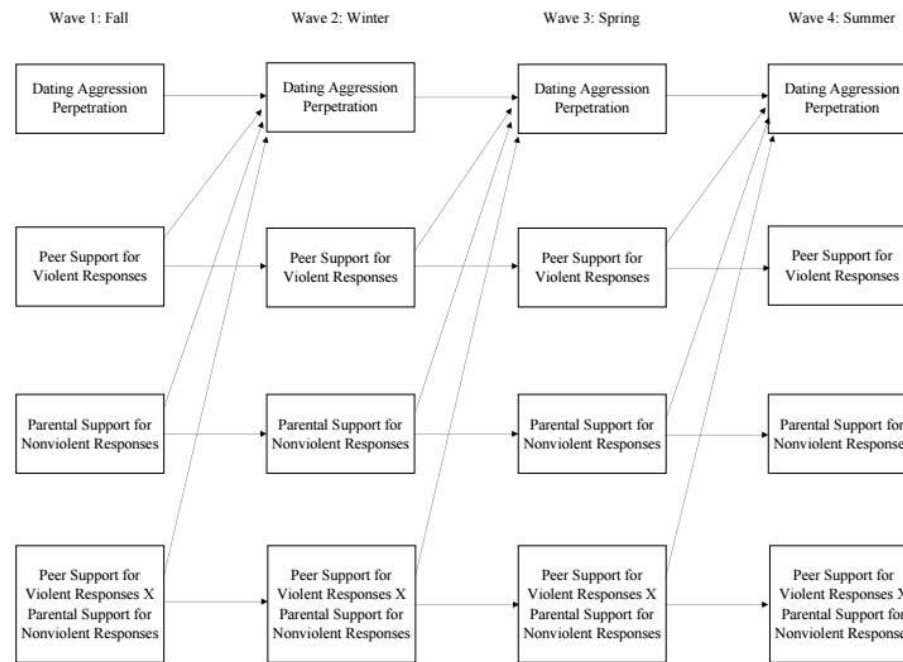 Wave 1: Fall
Wave 2: Winter
Wave 3: Spring
Wave 4: Summer
Dating Aggression
Perpetration
Dating Aggression
Perpetration
Dating Aggression
Perpetration
Dating Aggression
Perpetration
Peer Support for
Violent Responses
Peer Support for
Violent Responses
Peer Support for
Violent Responses
Peer Support for
Violent Responses
Parental Support for
Nonviolent Responses
Parental Support for
Nonviolent Responses
Parental Support for
Nonviolent Responses
Parental Support for
Nonviolent Responses
Peer Support for
Violent Responses X
Parental Support for
Nonviolent Responses
Peer Support for
Violent Responses X
Parental Support for
Nonviolent Responses
Peer Support for
Violent Responses X
Parental Support for
Nonviolent Responses
Peer Support for
Violent Responses X
Parental Support for
Nonviolent Responses